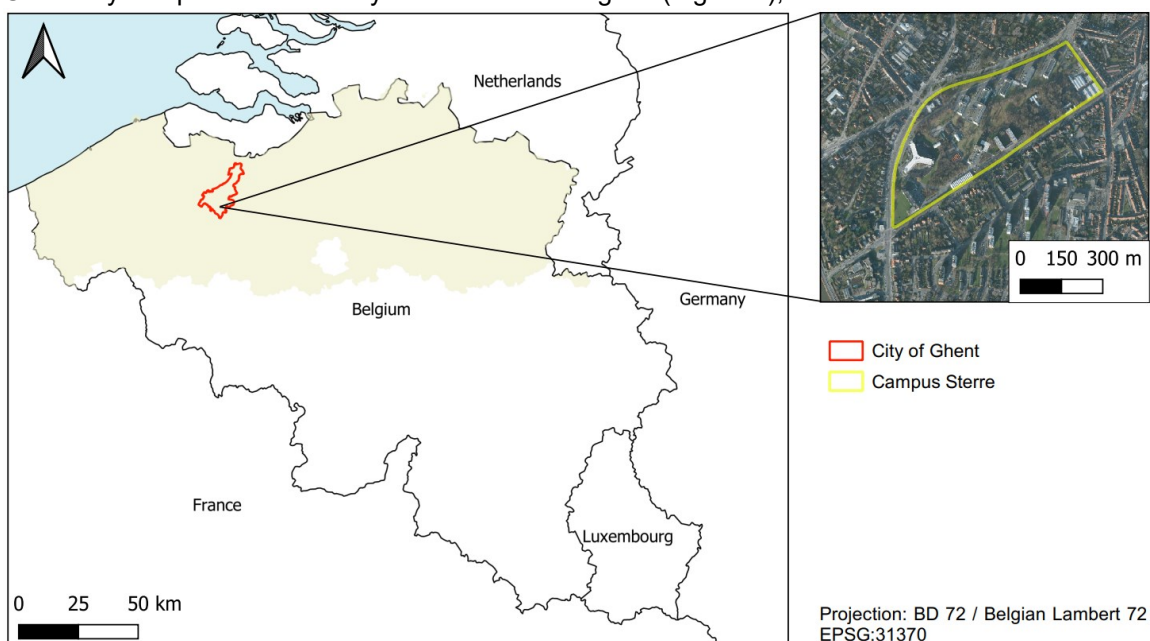 Netherlands
Belgium
Germany
France
Luxembourg
0 25 50 km
0 150 300 m
City of Ghent
Campus Sterre
Projection: BD 72 / Belgian Lambert 72
EPSG:31370